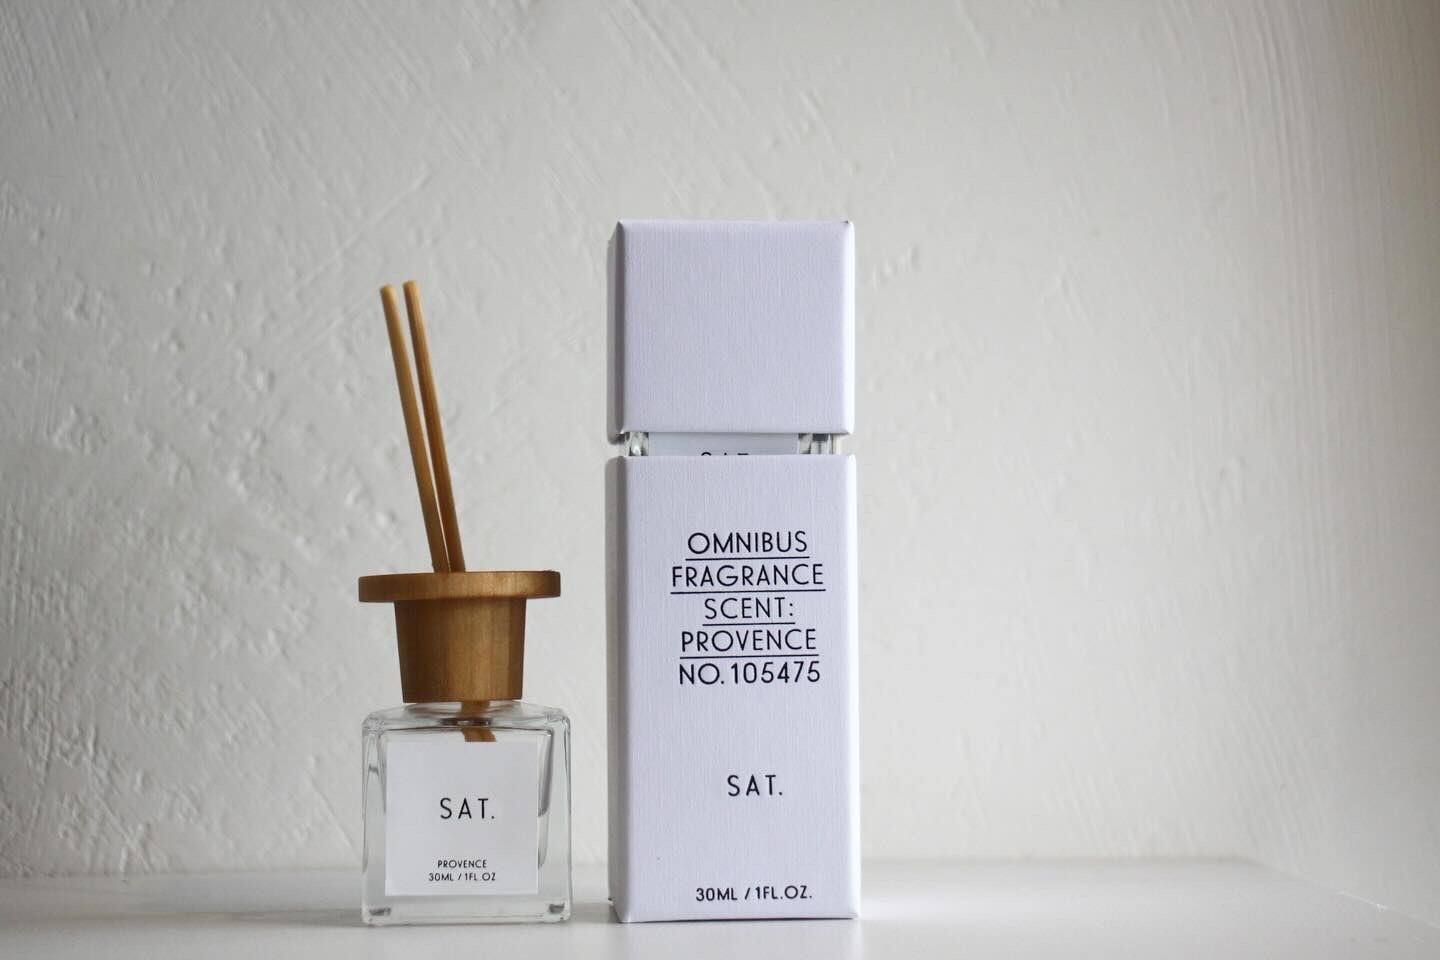 SAT.
PROVENCE
30ML / 1FL.OZ
OMNIBUS
FRAGRANCE
SCENT:
PROVENCE
NO. 105475
SAT.
30ML / 1FL.OZ.